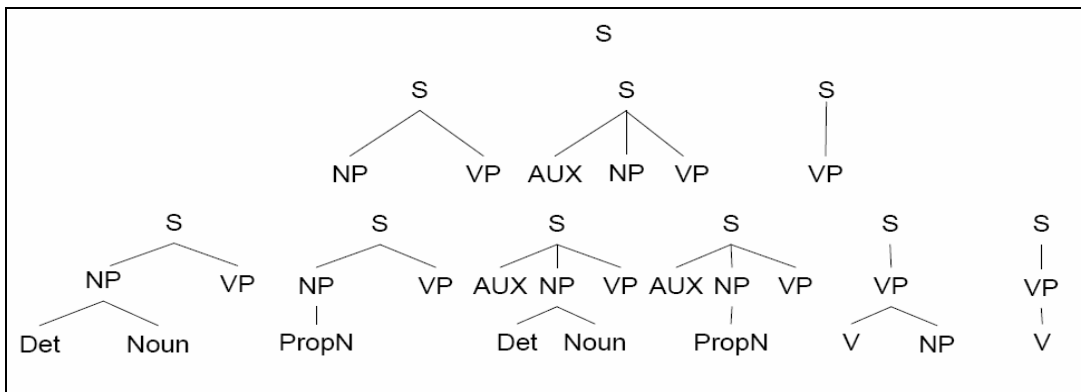 S
S S S
NP VP AUX NP VP VP
S S S S S S
NP VP NP VP AUX NP VP AUX NP VP VP VP
Det Noun PropN Det Noun PropN V NP V